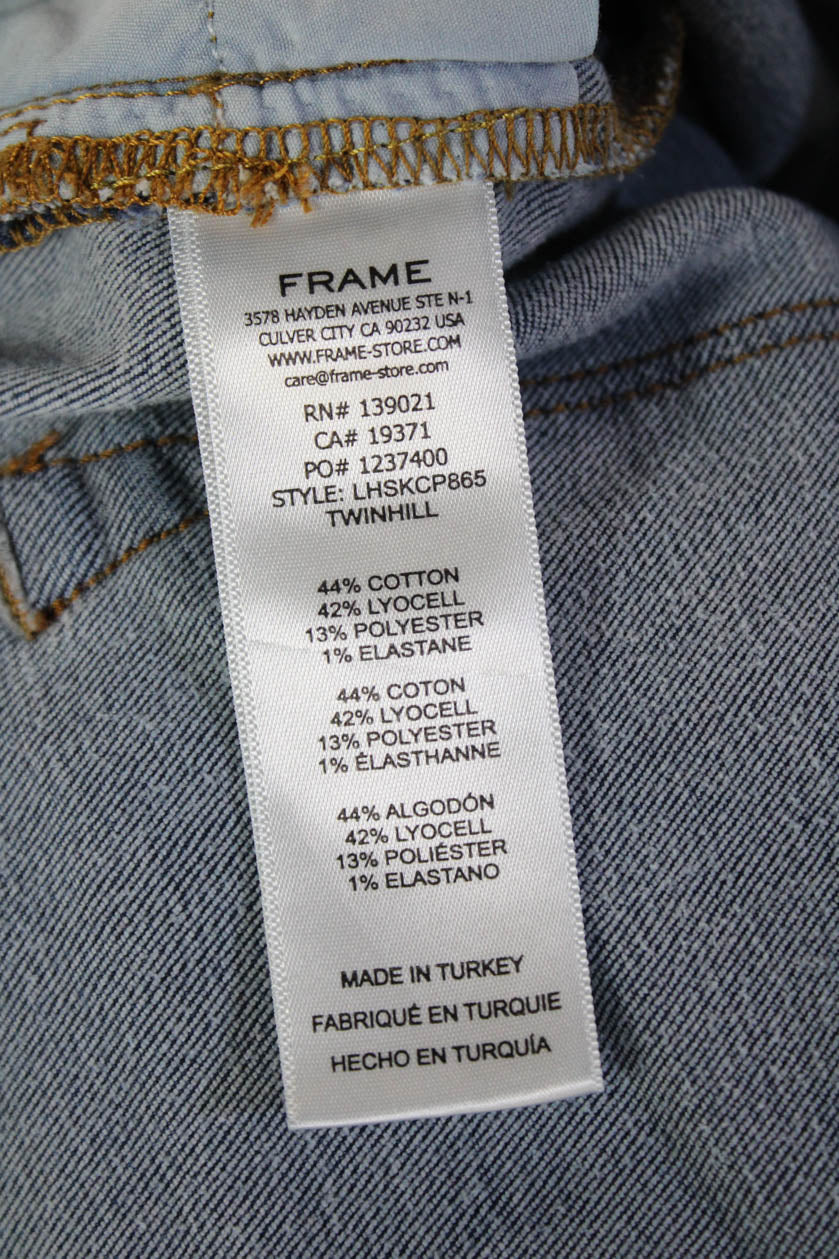 FRAME
3578 HAYDEN AVENUE STE N-1
CULVER CITY CA 90232 USA
WWW.FRAME-STORE.COM
care@frame-store.com
RN# 139021
CA# 19371
PO# 1237400
STYLE: LHSKCP865
TWINHILL
44% COTTON
42% LYOCELL
13% POLYESTER
1% ELASTANE
44% COTON
42% LYOCELL
13% POLYESTER
1% ÉLASTHANNE
44% ALGODÓN
42% LYOCELL
13% POLIÉSTER
1% ELASTANO
MADE IN TURKEY
FABRIQUÉ EN TURQUIE
HECHO EN TURQUÍA